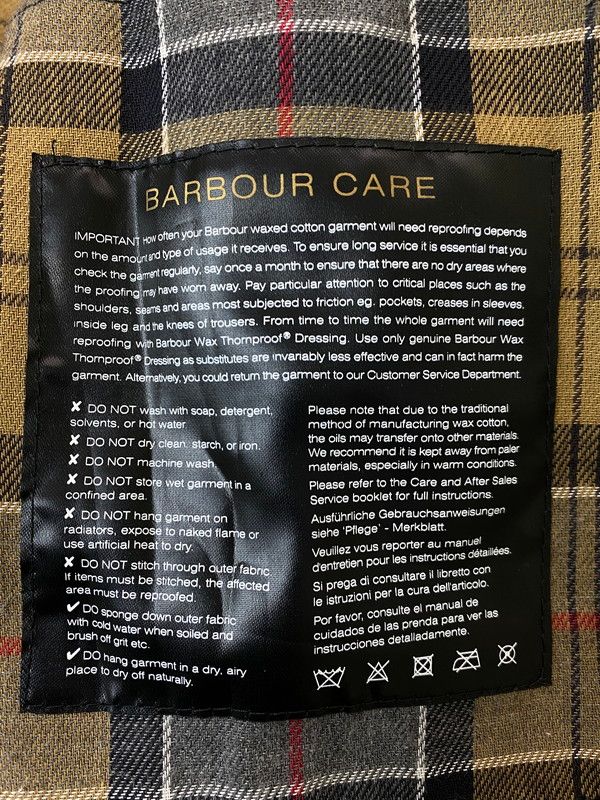 BARBOUR CARE
IMPORTANT How often your Barbour waxed cotton garment will need reproofing depends
on the amount and type of usage it receives. To ensure long service it is essential that you
check the garment regularly, say once a month to ensure that there are no dry areas where
the proofing may have worn away. Pay particular attention to critical places such as the
shoulders, seams and areas most subjected to friction eg. pockets, creases in sleeves.
inside leg and the knees of trousers. From time to time the whole garment will need
reproofing with Barbour Wax Thornproof® Dressing. Use only genuine Barbour Wax
Thornproof® Dressing as substitutes are invariably less effective and can in fact harm the
garment. Alternatively, you could return the garment to our Customer Service Department.
✘ DO NOT wash with soap, detergent,
solvents, or hot water
✘ DO NOT dry clean. starch, or iron.
✘ DO NOT machine wash.
✘ DO NOT store wet garment in a
confined area.
✘ DO NOT hang garment on
radiators, expose to naked flame or
use artificial heat to dry.
✘ DO NOT stitch through outer fabric
If items must be stitched, the affected
area must be reproofed.
✔ DO sponge down outer fabric
with cold water when soiled and
brush off grit etc.
✔ DO hang garment in a dry, airy
place to dry off naturally.
Please note that due to the traditional
method of manufacturing wax cotton,
the oils may transfer onto other materials.
We recommend it is kept away from paler
materials, especially in warm conditions.
Please refer to the Care and After Sales
Service booklet for full instructions.
Ausführliche Gebrauchsanweisungen
siehe 'Pflege' - Merkblatt.
Veuillez vous reporter au manuel
d'entretien pour les instructions détaillées.
Si prega di consultare il libretto con
le istruzioni per la cura dell'articolo.
Por favor, consulte el manual de
cuidados de las prenda para ver las
instrucciones detalladamente.